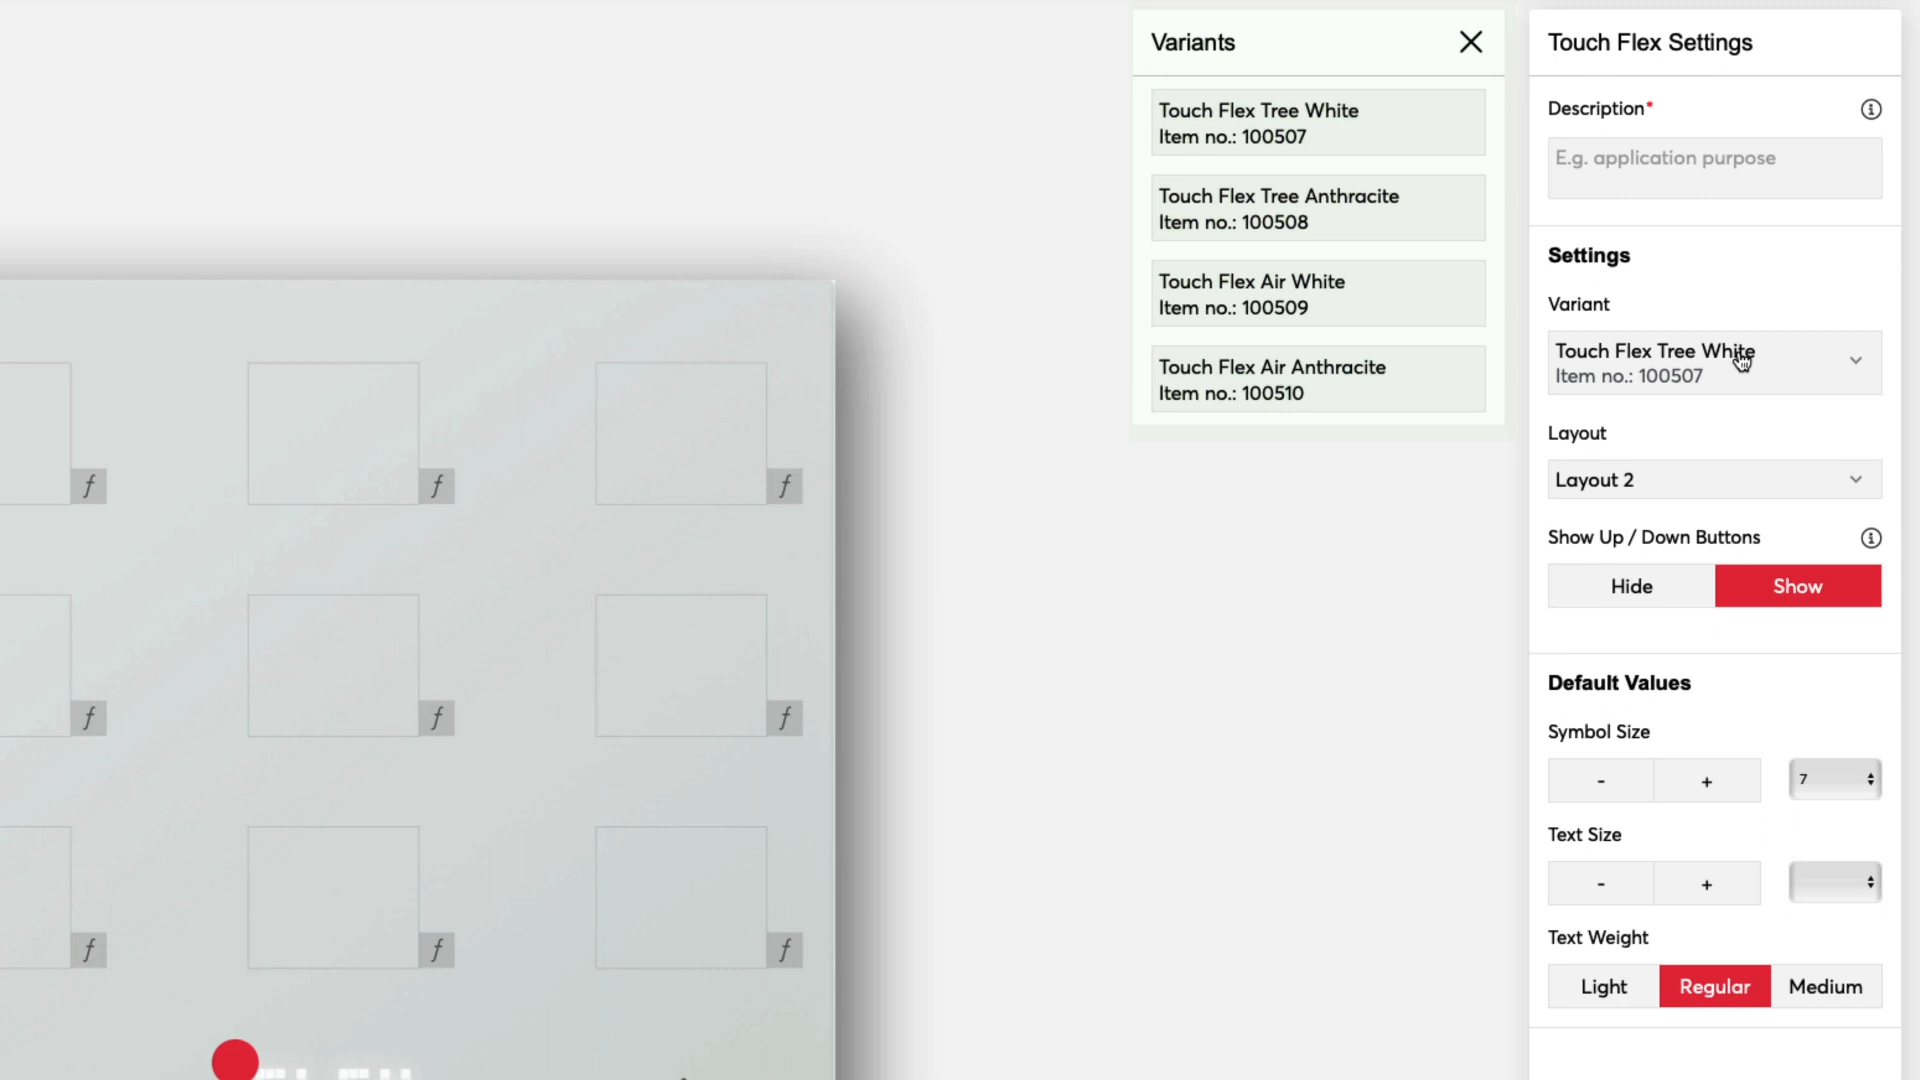 Variants
Touch Flex Tree White
Item no.: 100507
Touch Flex Tree Anthracite
Item no.: 100508
Touch Flex Air White
Item no.: 100509
Touch Flex Air Anthracite
Item no.: 100510
Touch Flex Settings
Description*
E.g. application purpose
Settings
Variant
Touch Flex Tree White
Item no.: 100507
Layout
Layout 2
Show Up / Down Buttons
Hide Show
Default Values
Symbol Size
- + 7
Text Size
- +
Text Weight
Light Regular Medium
f f f
f f f
f f f